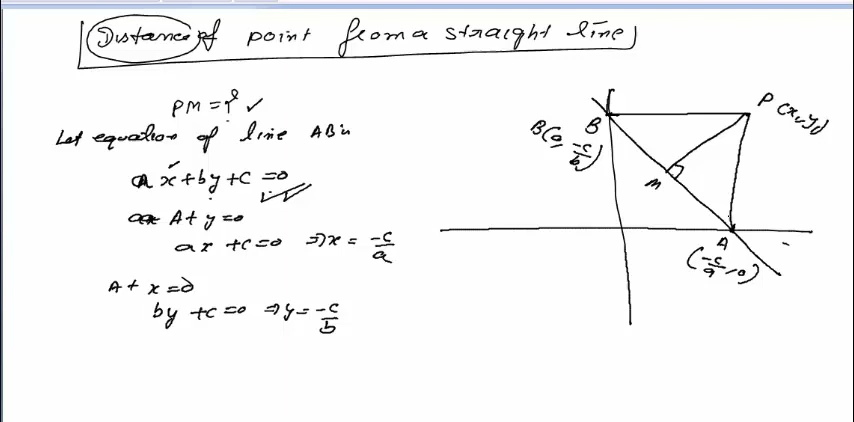 Distance of point from a straight line
PM = ? ✓
Let equation of line AB is
ax + by + c = 0
At y = 0
ax + c = 0 ⇒ x = -c/a
At x = 0
by + c = 0 ⇒ y = -c/b
P(x₁, y₁)
B
B(0, -c/b)
M
A
(-c/a, 0)